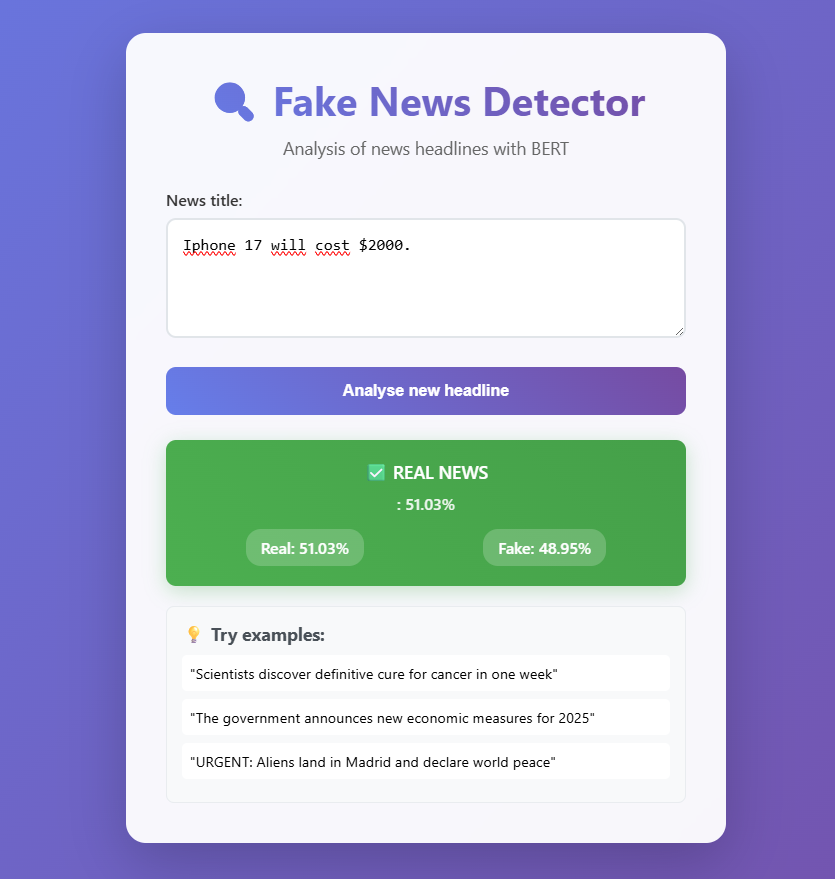 Fake News Detector
Analysis of news headlines with BERT
News title:
Iphone 17 will cost $2000.
Analyse new headline
✅ REAL NEWS
: 51.03%
Real: 51.03%
Fake: 48.95%
💡 Try examples:
"Scientists discover definitive cure for cancer in one week"
"The government announces new economic measures for 2025"
"URGENT: Aliens land in Madrid and declare world peace"